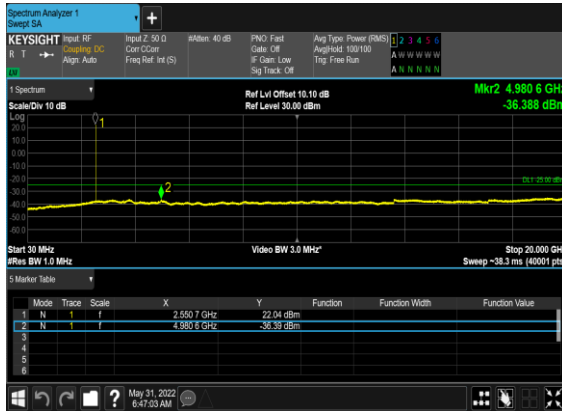 Spectrum Analyzer 1
Swept SA
+
KEYSIGHT Input: RF Input Z: 50 Ω #Atten: 40 dB PNO: Fast Avg Type: Power (RMS) 1 2 3 4 5 6
R T Coupling: DC Corr CCorr Gate: Off Avg|Hold: 100/100 A W W W W W
Align: Auto Freq Ref: Int (S) IF Gain: Low Trig: Free Run
Sig Track: Off A N N N N N
1 Spectrum Ref Lvl Offset 10.10 dB Mkr2 4.980 6 GHz
Scale/Div 10 dB Ref Level 30.00 dBm -36.388 dBm
Log
20.0
10.0
0.00
-10.0
-20.0
-30.0
-40.0
-50.0
-60.0
1
2
DL1 -25.00 dB
Start 30 MHz Video BW 3.0 MHz* Stop 20.000 GH
#Res BW 1.0 MHz Sweep ~38.3 ms (40001 pts
5 Marker Table
Mode Trace Scale X Y Function Function Width Function Value
1 N 1 f 2.550 7 GHz 22.04 dBm
2 N 1 f 4.980 6 GHz -36.39 dBm
3
4
5
6
? May 31, 2022
6:47:03 AM